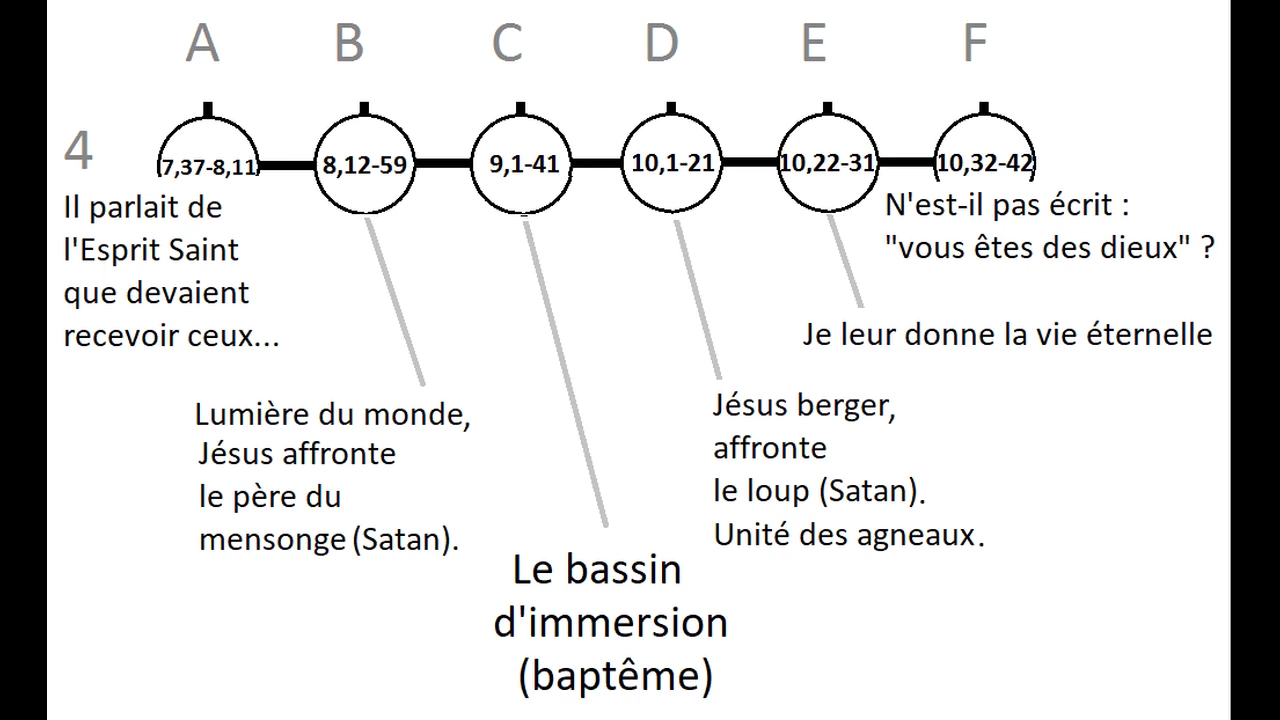 A B C D E F
4
7,37-8,11 8,12-59 9,1-41 10,1-21 10,22-31 10,32-42
Il parlait de
l'Esprit Saint
que devaient
recevoir ceux...
N'est-il pas écrit :
"vous êtes des dieux" ?
Je leur donne la vie éternelle
Lumière du monde,
Jésus affronte
le père du
mensonge (Satan).
Jésus berger,
affronte
le loup (Satan).
Unité des agneaux.
Le bassin
d'immersion
(baptême)